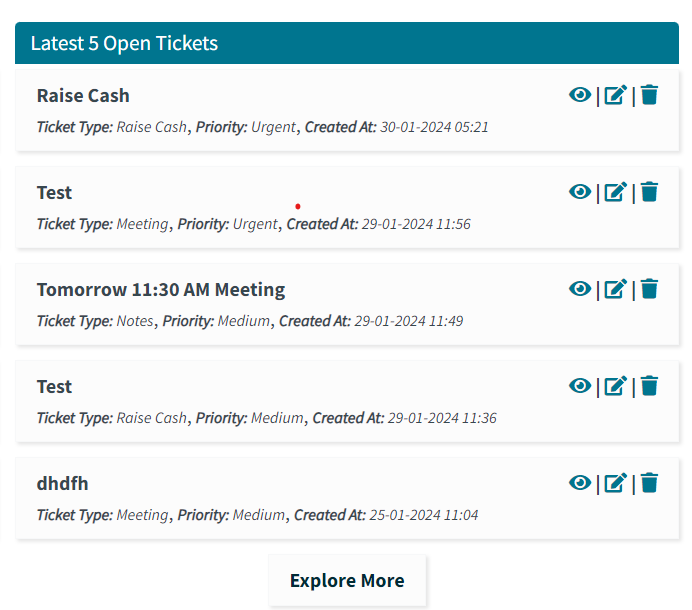 Latest 5 Open Tickets
Raise Cash
Ticket Type: Raise Cash, Priority: Urgent, Created At: 30-01-2024 05:21
Test
Ticket Type: Meeting, Priority: Urgent, Created At: 29-01-2024 11:56
Tomorrow 11:30 AM Meeting
Ticket Type: Notes, Priority: Medium, Created At: 29-01-2024 11:49
Test
Ticket Type: Raise Cash, Priority: Medium, Created At: 29-01-2024 11:36
dhdfh
Ticket Type: Meeting, Priority: Medium, Created At: 25-01-2024 11:04
Explore More